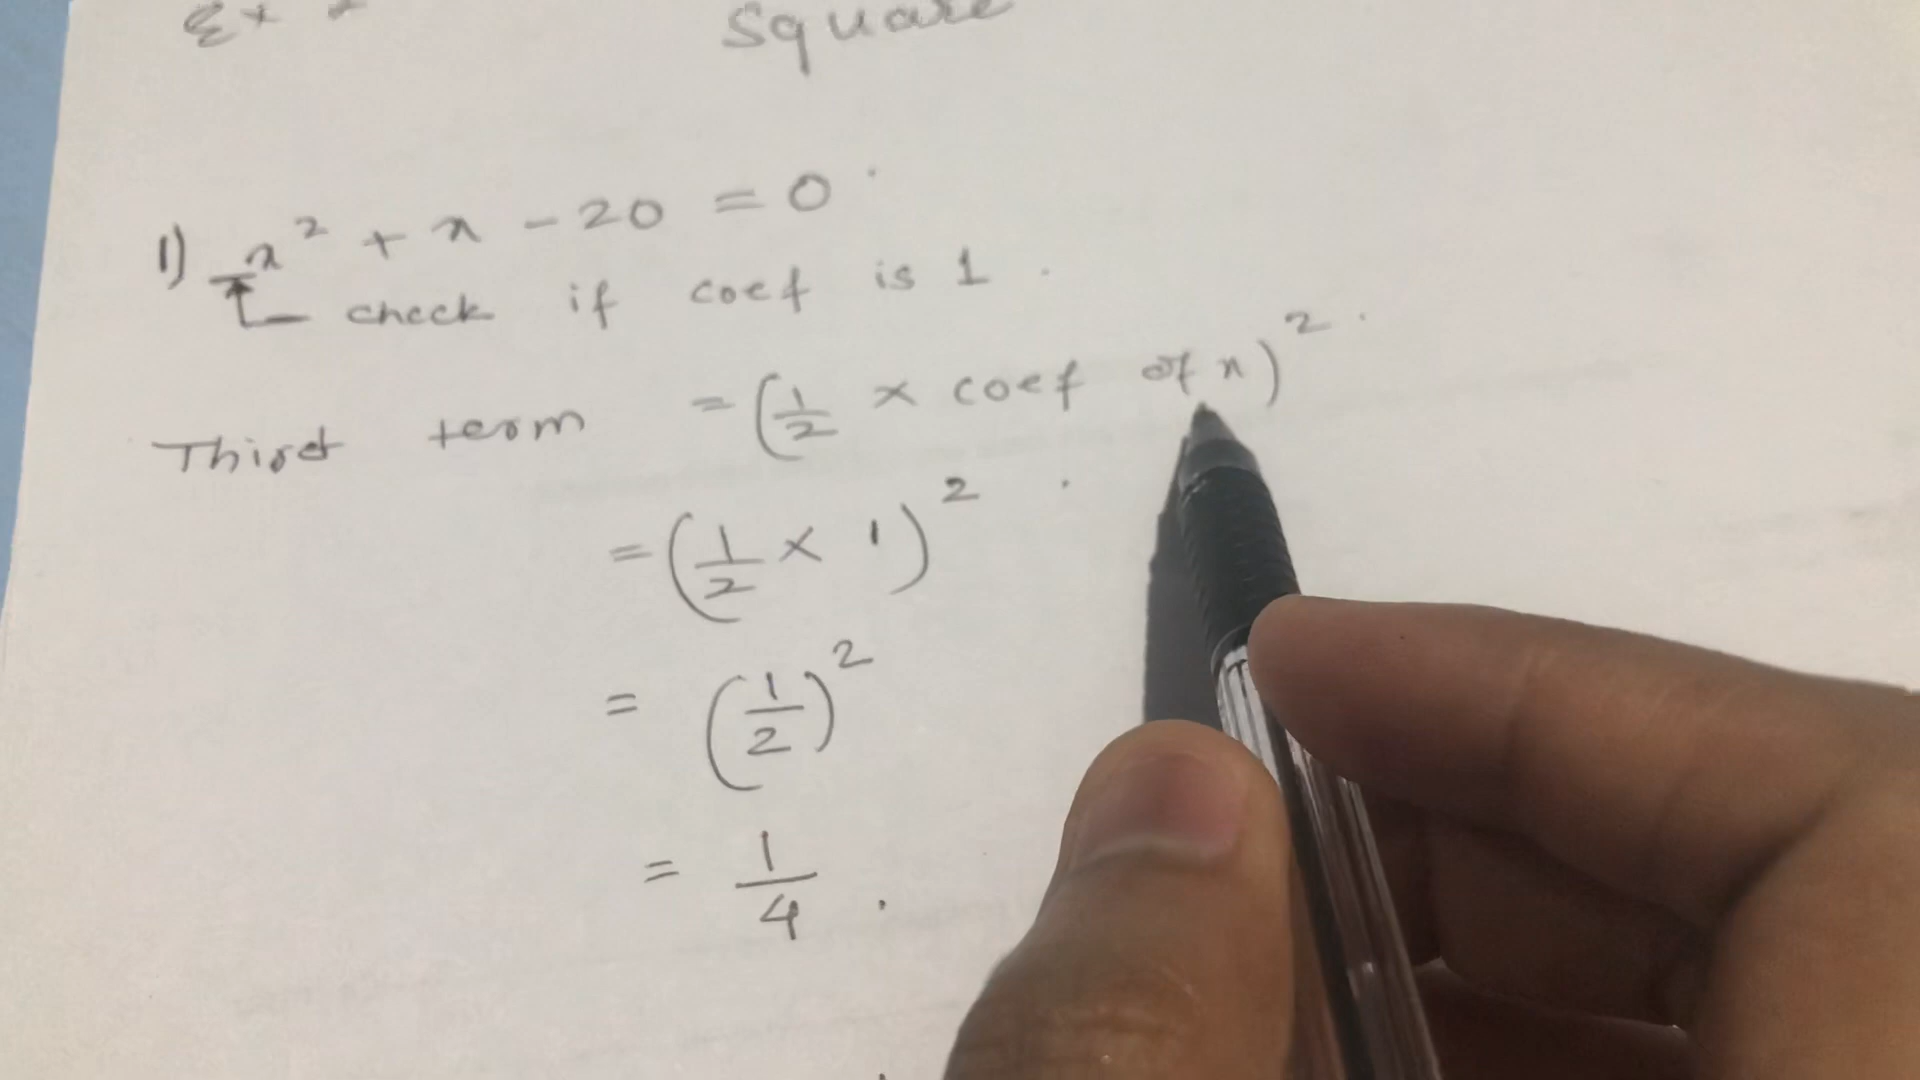 Ex
Square
1) x² + x - 20 = 0
check if coef is 1.
Third term = (1/2 × coef of x)².
= (1/2 × 1)²
= (1/2)²
= 1/4.